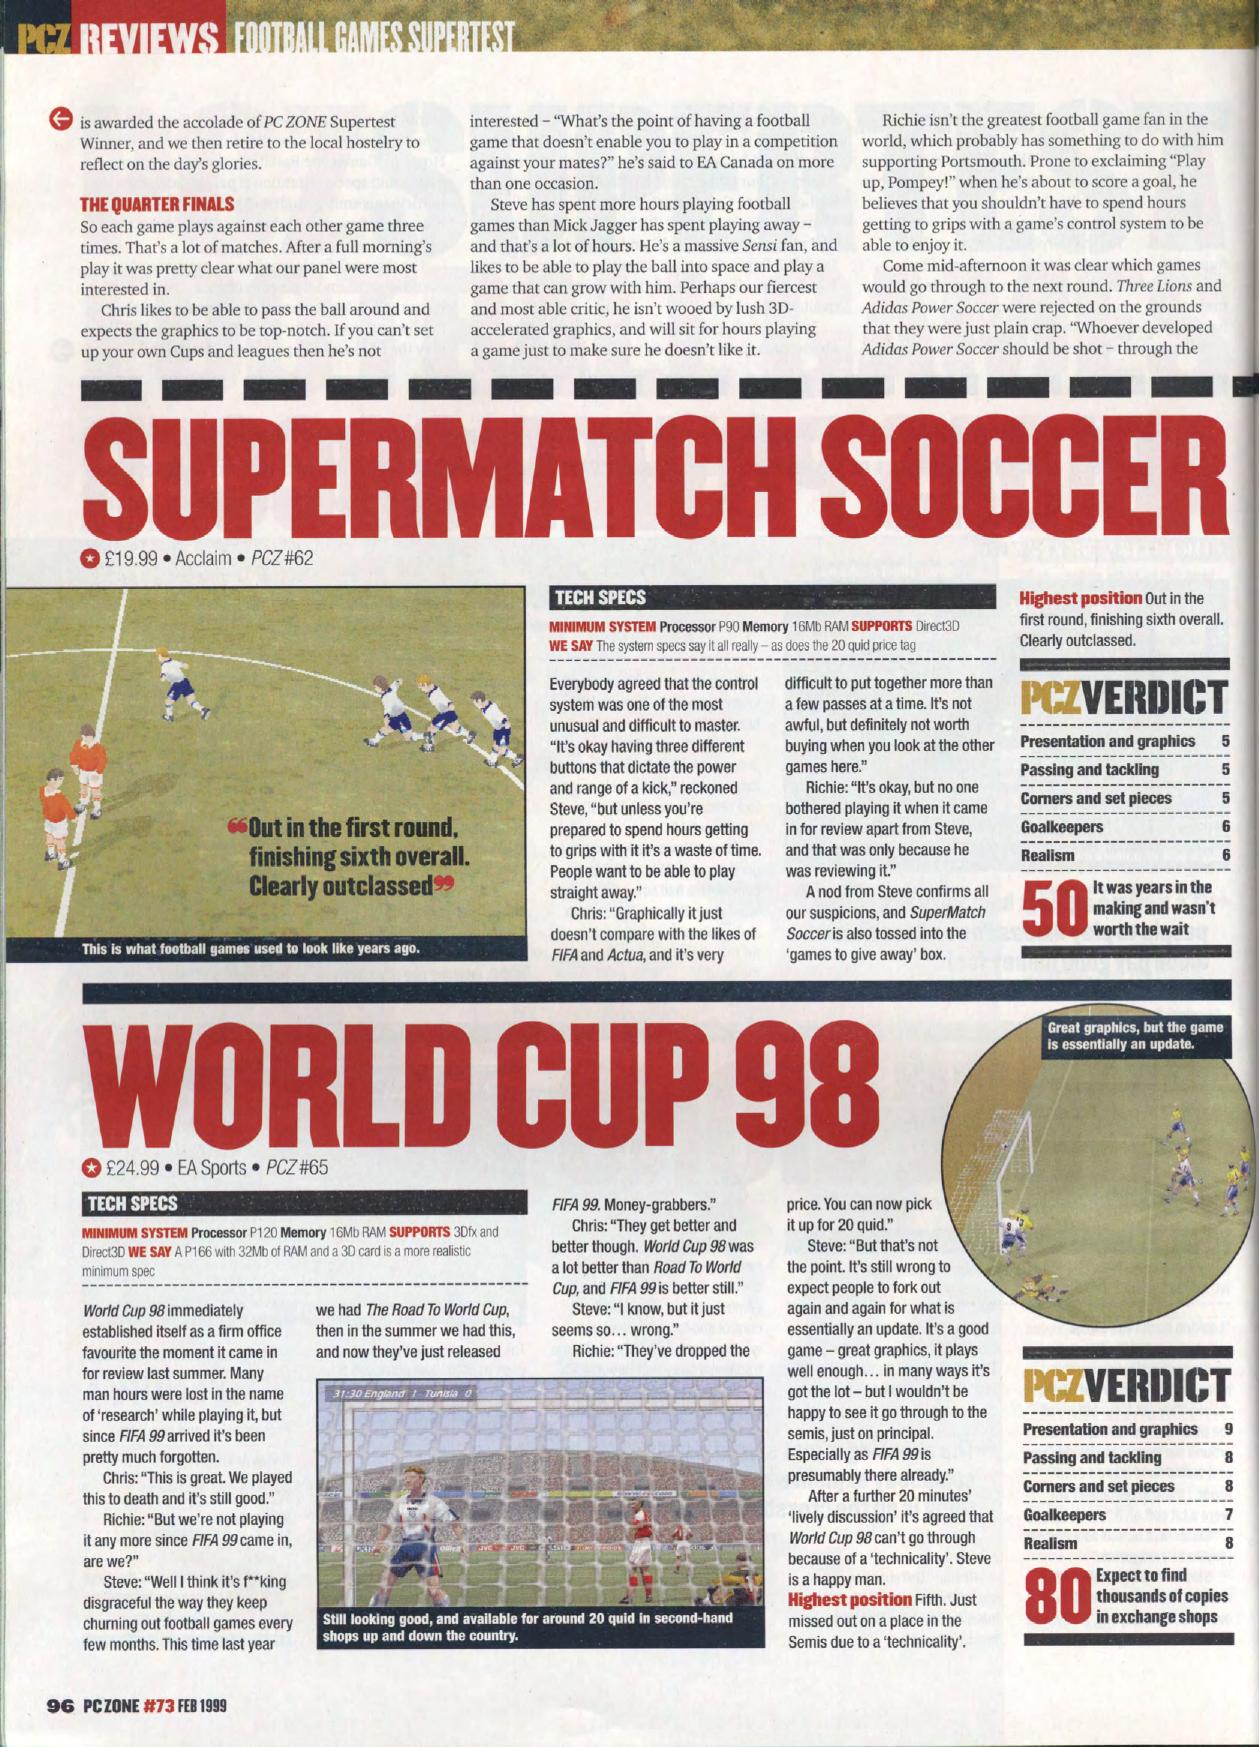 PCZ REVIEWS FOOTBALL GAMES SUPERTEST
is awarded the accolade of PC ZONE Supertest
Winner, and we then retire to the local hostelry to
reflect on the day's glories.
THE QUARTER FINALS
So each game plays against each other game three
times. That's a lot of matches. After a full morning's
play it was pretty clear what our panel were most
interested in.
Chris likes to be able to pass the ball around and
expects the graphics to be top-notch. If you can't set
up your own Cups and leagues then he's not
interested – "What's the point of having a football
game that doesn't enable you to play in a competition
against your mates?" he's said to EA Canada on more
than one occasion.
Steve has spent more hours playing football
games than Mick Jagger has spent playing away –
and that's a lot of hours. He's a massive Sensi fan, and
likes to be able to play the ball into space and play a
game that can grow with him. Perhaps our fiercest
and most able critic, he isn't wooed by lush 3D-
accelerated graphics, and will sit for hours playing
a game just to make sure he doesn't like it.
Richie isn't the greatest football game fan in the
world, which probably has something to do with him
supporting Portsmouth. Prone to exclaiming "Play
up, Pompey!" when he's about to score a goal, he
believes that you shouldn't have to spend hours
getting to grips with a game's control system to be
able to enjoy it.
Come mid-afternoon it was clear which games
would go through to the next round. Three Lions and
Adidas Power Soccer were rejected on the grounds
that they were just plain crap. "Whoever developed
Adidas Power Soccer should be shot – through the
SUPERMATCH SOCCER
£19.99 • Acclaim • PCZ #62
"Out in the first round,
finishing sixth overall.
Clearly outclassed"
This is what football games used to look like years ago.
TECH SPECS
MINIMUM SYSTEM Processor P90 Memory 16Mb RAM SUPPORTS Direct3D
WE SAY The system specs say it all really – as does the 20 quid price tag
Everybody agreed that the control
system was one of the most
unusual and difficult to master.
"It's okay having three different
buttons that dictate the power
and range of a kick," reckoned
Steve, "but unless you're
prepared to spend hours getting
to grips with it it's a waste of time.
People want to be able to play
straight away."
Chris: "Graphically it just
doesn't compare with the likes of
FIFA and Actua, and it's very
difficult to put together more than
a few passes at a time. It's not
awful, but definitely not worth
buying when you look at the other
games here."
Richie: "It's okay, but no one
bothered playing it when it came
in for review apart from Steve,
and that was only because he
was reviewing it."
A nod from Steve confirms all
our suspicions, and SuperMatch
Soccer is also tossed into the
'games to give away' box.
Highest position Out in the
first round, finishing sixth overall.
Clearly outclassed.
PCZVERDICT
Presentation and graphics 5
Passing and tackling 5
Corners and set pieces 5
Goalkeepers 6
Realism 6
50 It was years in the
making and wasn't
worth the wait
WORLD CUP 98
£24.99 • EA Sports • PCZ #65
Great graphics, but the game
is essentially an update.
TECH SPECS
MINIMUM SYSTEM Processor P120 Memory 16Mb RAM SUPPORTS 3Dfx and
Direct3D WE SAY A P166 with 32Mb of RAM and a 3D card is a more realistic
minimum spec
World Cup 98 immediately
established itself as a firm office
favourite the moment it came in
for review last summer. Many
man hours were lost in the name
of 'research' while playing it, but
since FIFA 99 arrived it's been
pretty much forgotten.
Chris: "This is great. We played
this to death and it's still good."
Richie: "But we're not playing
it any more since FIFA 99 came in,
are we?"
Steve: "Well I think it's f**king
disgraceful the way they keep
churning out football games every
few months. This time last year
we had The Road To World Cup,
then in the summer we had this,
and now they've just released
FIFA 99. Money-grabbers."
Chris: "They get better and
better though. World Cup 98 was
a lot better than Road To World
Cup, and FIFA 99 is better still."
Steve: "I know, but it just
seems so... wrong."
Richie: "They've dropped the
price. You can now pick
it up for 20 quid."
Steve: "But that's not
the point. It's still wrong to
expect people to fork out
again and again for what is
essentially an update. It's a good
game – great graphics, it plays
well enough... in many ways it's
got the lot – but I wouldn't be
happy to see it go through to the
semis, just on principal.
Especially as FIFA 99 is
presumably there already."
After a further 20 minutes'
'lively discussion' it's agreed that
World Cup 98 can't go through
because of a 'technicality'. Steve
is a happy man.
Highest position Fifth. Just
missed out on a place in the
Semis due to a 'technicality'.
31:30 England 1 Tunisia 0
Still looking good, and available for around 20 quid in second-hand
shops up and down the country.
PCZVERDICT
Presentation and graphics 9
Passing and tackling 8
Corners and set pieces 8
Goalkeepers 7
Realism 8
80 Expect to find
thousands of copies
in exchange shops
96 PC ZONE #73 FEB 1999